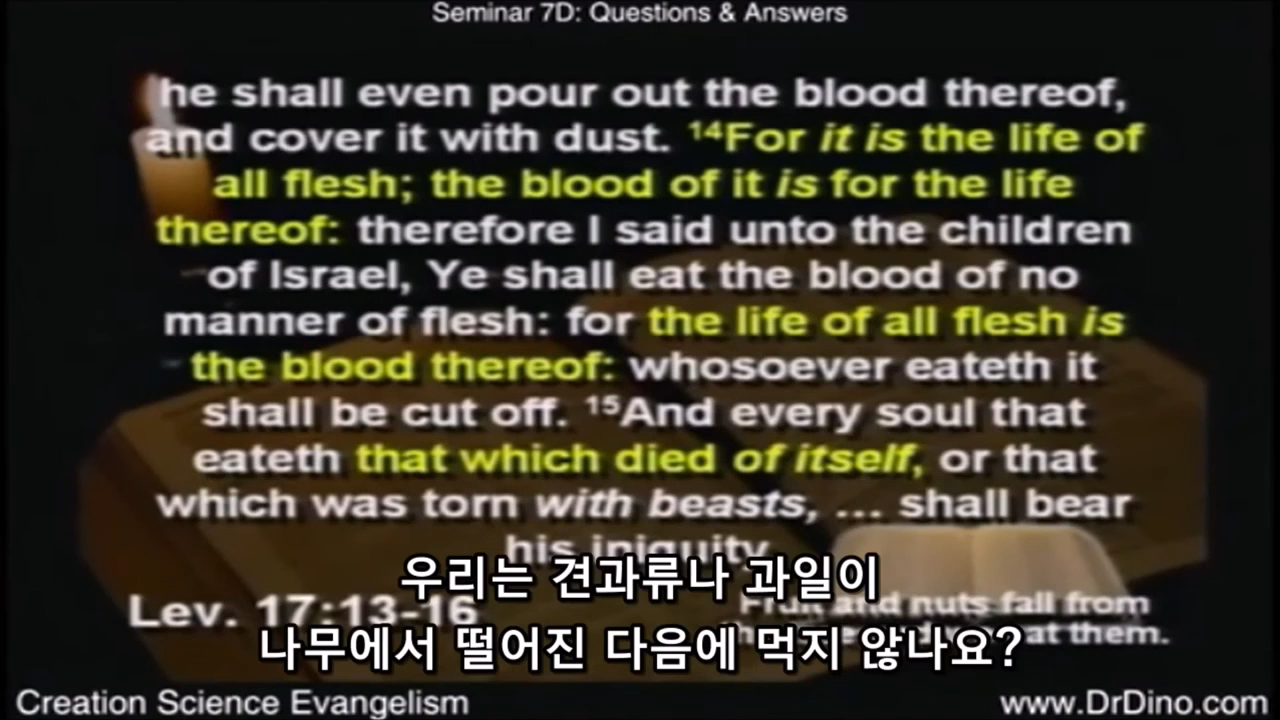 Seminar 7D: Questions & Answers
he shall even pour out the blood thereof,
and cover it with dust. ¹⁴For it is the life of
all flesh; the blood of it is for the life
thereof: therefore I said unto the children
of Israel, Ye shall eat the blood of no
manner of flesh: for the life of all flesh is
the blood thereof: whosoever eateth it
shall be cut off. ¹⁵And every soul that
eateth that which died of itself, or that
which was torn with beasts, ... shall bear
his iniquity
Lev. 17:13-16
Fruit and nuts fall from
at them.
우리는 견과류나 과일이
나무에서 떨어진 다음에 먹지 않나요?
Creation Science Evangelism
www.DrDino.com